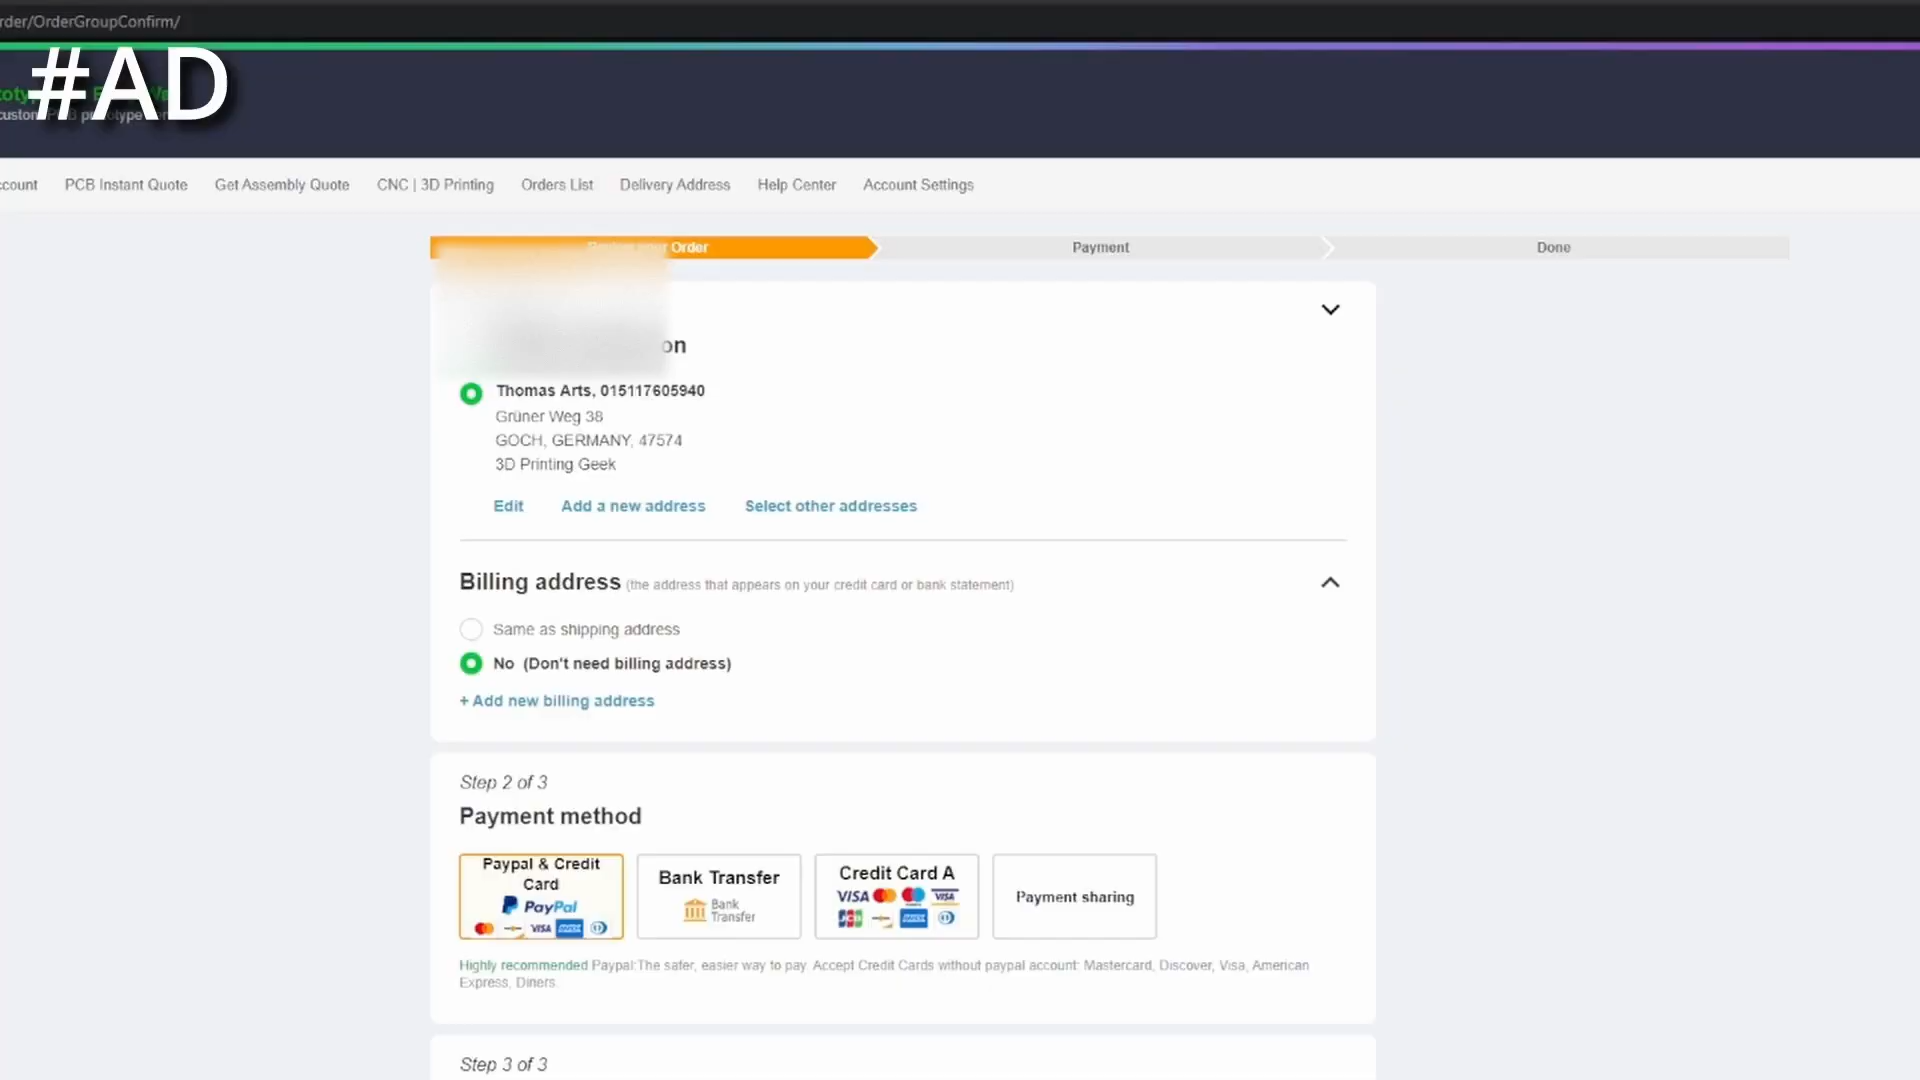 rder/OrderGroupConfirm/
#AD
custom
ccount PCB Instant Quote Get Assembly Quote CNC | 3D Printing Orders List Delivery Address Help Center Account Settings
Order
Payment
Done
on
Thomas Arts, 015117605940
Grüner Weg 38
GOCH, GERMANY, 47574
3D Printing Geek
Edit Add a new address Select other addresses
Billing address (the address that appears on your credit card or bank statement)
Same as shipping address
No (Don't need billing address)
+ Add new billing address
Step 2 of 3
Payment method
Paypal & Credit
Card
PayPal
VISA
Bank Transfer
Bank
Transfer
Credit Card A
VISA VISA
JCB
Payment sharing
Highly recommended Paypal:The safer, easier way to pay. Accept Credit Cards without paypal account: Mastercard, Discover, Visa, American
Express, Diners.
Step 3 of 3